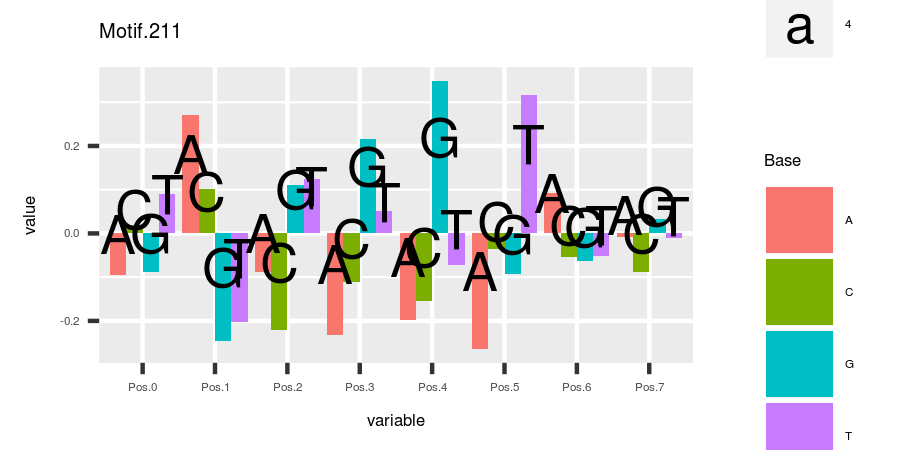 Motif.211
a 4
value
0.2
0.0
-0.2
A C G T A C G T A C G T A C G T A C G T A C G T A C G T A C G T
Pos.0 Pos.1 Pos.2 Pos.3 Pos.4 Pos.5 Pos.6 Pos.7
variable
Base
A
C
G
T